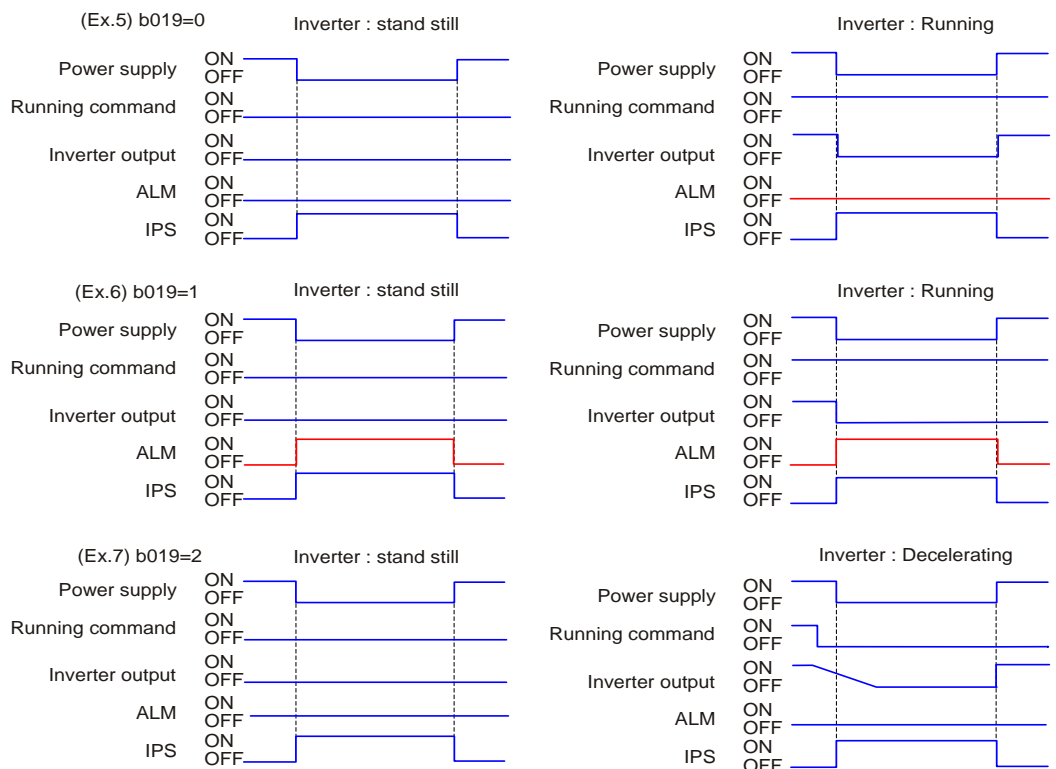 (Ex.5) b019=0
Inverter : stand still
Power supply
ON
OFF
Running command
ON
OFF
Inverter output
ON
OFF
ALM
ON
OFF
IPS
ON
OFF
Inverter : Running
Power supply
ON
OFF
Running command
ON
OFF
Inverter output
ON
OFF
ALM
ON
OFF
IPS
ON
OFF
(Ex.6) b019=1
Inverter : stand still
Power supply
ON
OFF
Running command
ON
OFF
Inverter output
ON
OFF
ALM
ON
OFF
IPS
ON
OFF
Inverter : Running
Power supply
ON
OFF
Running command
ON
OFF
Inverter output
ON
OFF
ALM
ON
OFF
IPS
ON
OFF
(Ex.7) b019=2
Inverter : stand still
Power supply
ON
OFF
Running command
ON
OFF
Inverter output
ON
OFF
ALM
ON
OFF
IPS
ON
OFF
Inverter : Decelerating
Power supply
ON
OFF
Running command
ON
OFF
Inverter output
ON
OFF
ALM
ON
OFF
IPS
ON
OFF